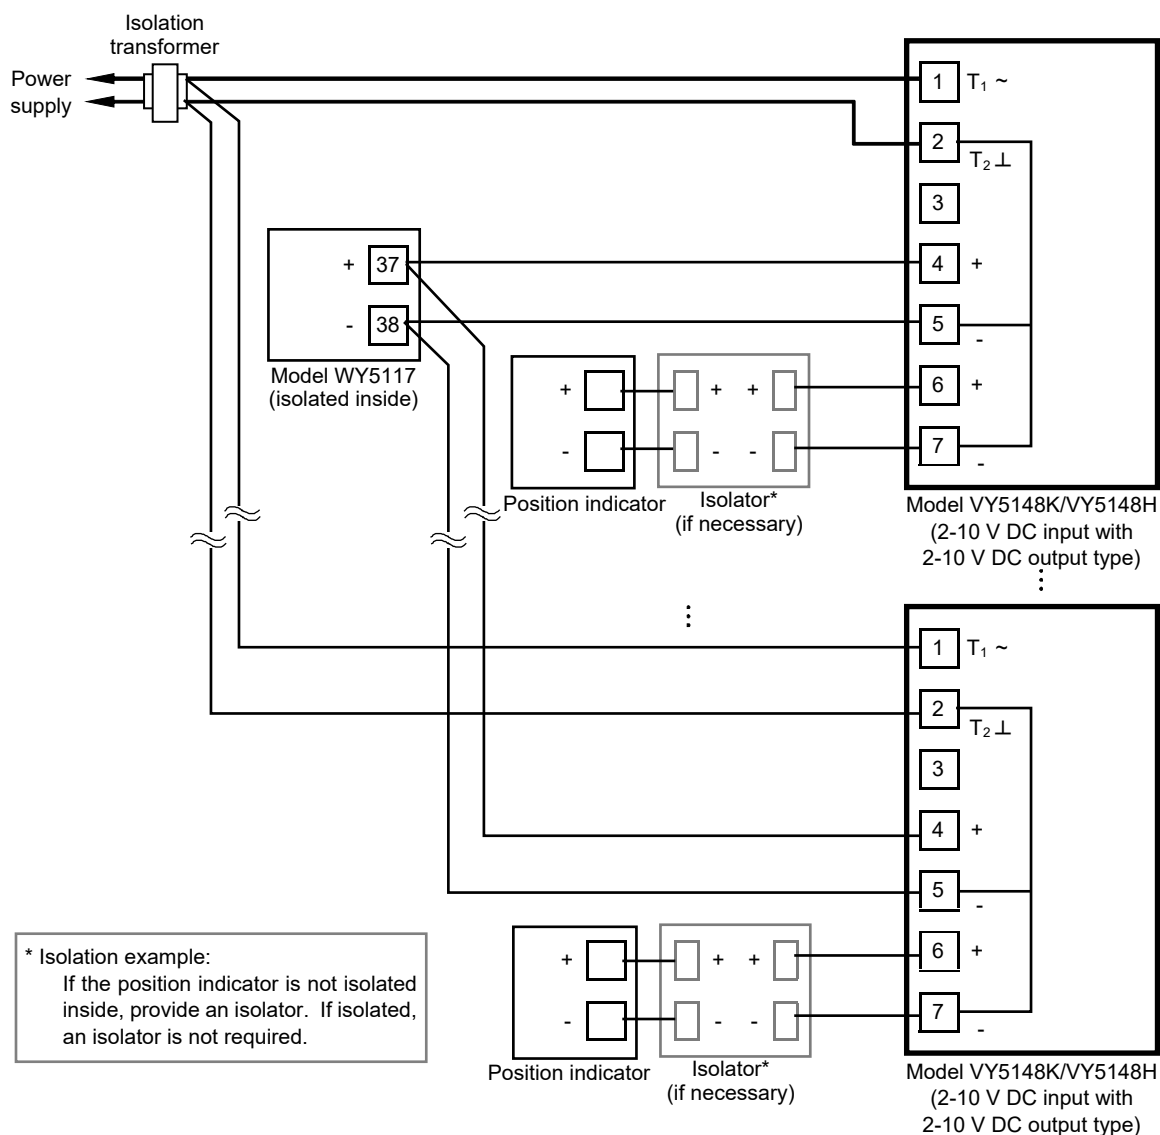 Isolation
transformer
Power
supply
1 T₁ ~
2
T₂ ⊥
3
+ 37
4 +
- 38
5
-
Model WY5117
(isolated inside)
+ + + 6 +
- - - 7
-
Position indicator
Isolator*
(if necessary)
Model VY5148K/VY5148H
(2-10 V DC input with
2-10 V DC output type)
⋮
⋮
1 T₁ ~
2
T₂ ⊥
3
4 +
5
-
* Isolation example:
If the position indicator is not isolated
inside, provide an isolator. If isolated,
an isolator is not required.
+ + + 6 +
- - - 7
-
Position indicator
Isolator*
(if necessary)
Model VY5148K/VY5148H
(2-10 V DC input with
2-10 V DC output type)